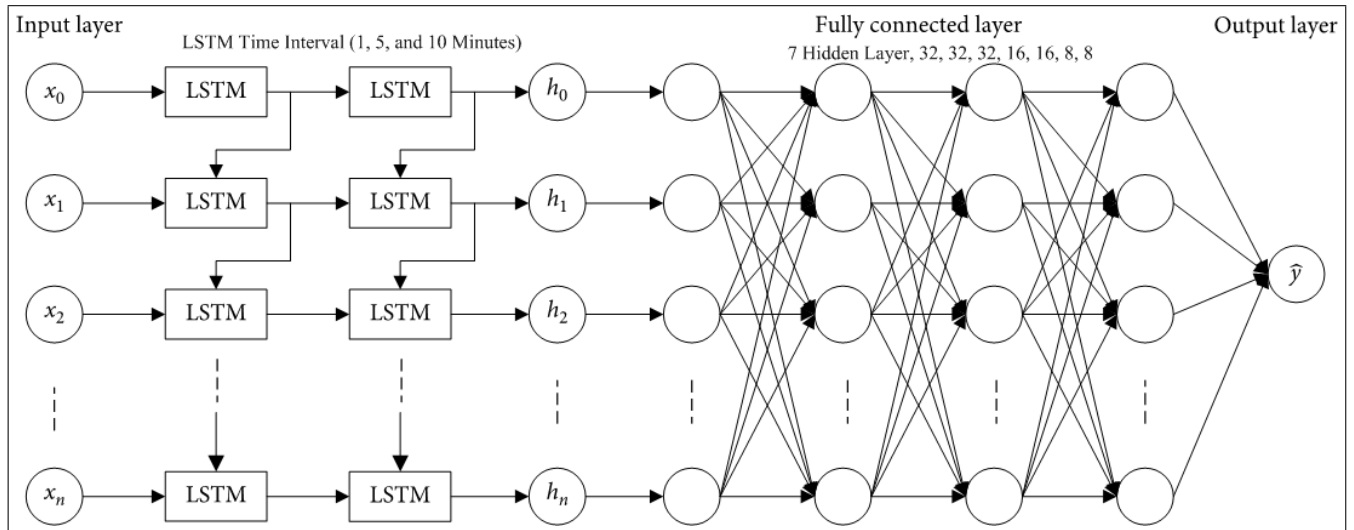 Input layer
LSTM Time Interval (1, 5, and 10 Minutes)
Fully connected layer
7 Hidden Layer, 32, 32, 32, 16, 16, 8, 8
Output layer
x₀ LSTM LSTM h₀
x₁ LSTM LSTM h₁
x₂ LSTM LSTM h₂
ŷ
xₙ LSTM LSTM hₙ